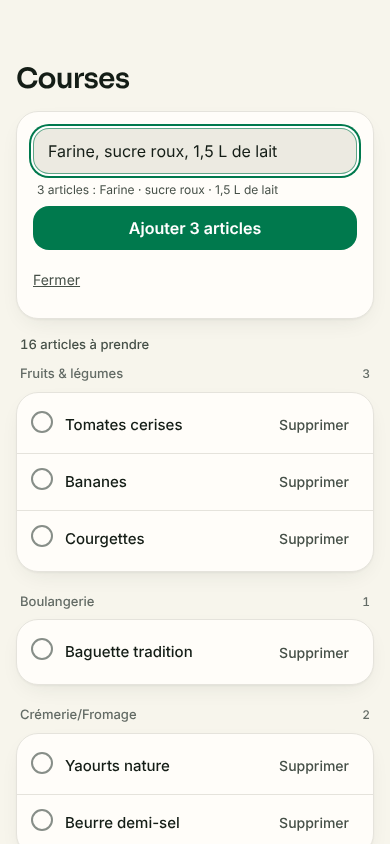 Courses
Farine, sucre roux, 1,5 L de lait
3 articles : Farine · sucre roux · 1,5 L de lait
Ajouter 3 articles
Fermer
16 articles à prendre
Fruits & légumes 3
Tomates cerises Supprimer
Bananes Supprimer
Courgettes Supprimer
Boulangerie 1
Baguette tradition Supprimer
Crémerie/Fromage 2
Yaourts nature Supprimer
Beurre demi-sel Supprimer